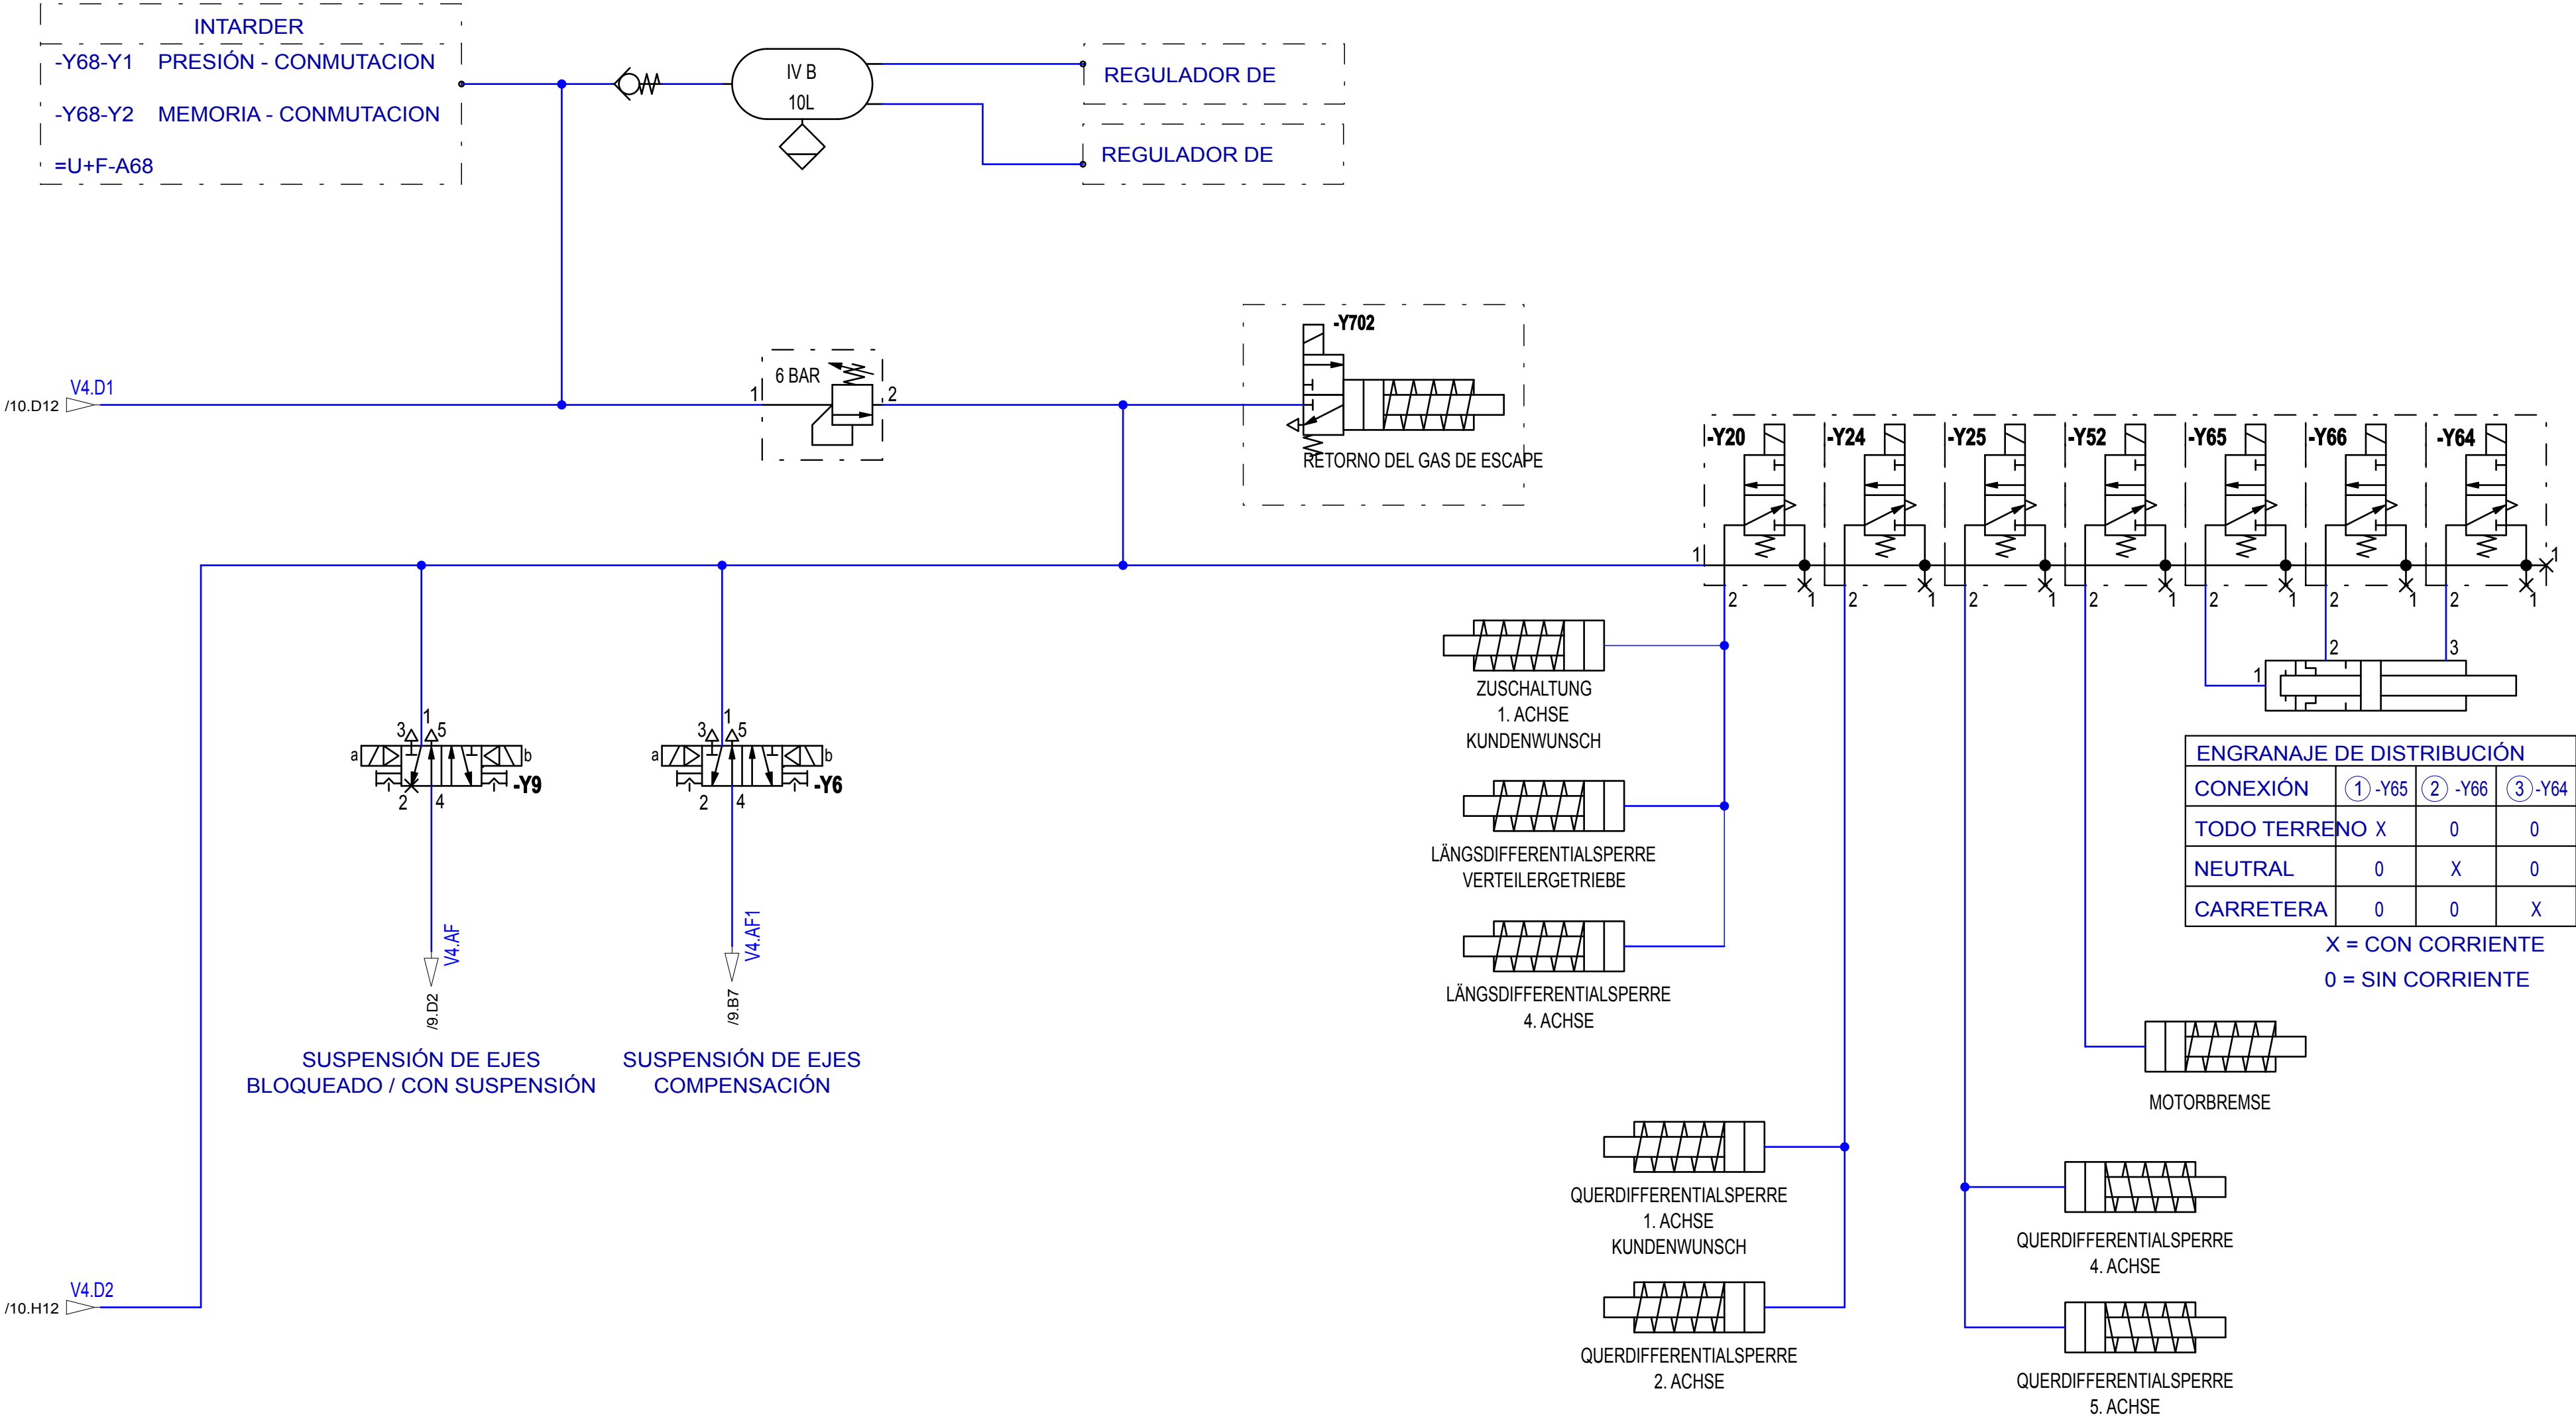 INTARDER
-Y68-Y1 PRESIÓN - CONMUTACION
-Y68-Y2 MEMORIA - CONMUTACION
=U+F-A68
IV B
10L
REGULADOR DE
REGULADOR DE
/10.D12
V4.D1
1
6 BAR
2
-Y702
RETORNO DEL GAS DE ESCAPE
-Y20
-Y24
-Y25
-Y52
-Y65
-Y66
-Y64
1
1
2 1
2 1
2 1
2 1
2 1
2 1
2 1
1
2
3
ZUSCHALTUNG
1. ACHSE
KUNDENWUNSCH
LÄNGSDIFFERENTIALSPERRE
VERTEILERGETRIEBE
LÄNGSDIFFERENTIALSPERRE
4. ACHSE
ENGRANAJE DE DISTRIBUCIÓN
CONEXIÓN 1 -Y65 2 -Y66 3 -Y64
TODO TERRENO X 0 0
NEUTRAL 0 X 0
CARRETERA 0 0 X
X = CON CORRIENTE
0 = SIN CORRIENTE
1
3 5
a b
-Y9
2 4
V4.AF
/9.D2
SUSPENSIÓN DE EJES
BLOQUEADO / CON SUSPENSIÓN
1
3 5
a b
-Y6
2 4
V4.AF1
/9.B7
SUSPENSIÓN DE EJES
COMPENSACIÓN
MOTORBREMSE
QUERDIFFERENTIALSPERRE
1. ACHSE
KUNDENWUNSCH
QUERDIFFERENTIALSPERRE
2. ACHSE
QUERDIFFERENTIALSPERRE
4. ACHSE
QUERDIFFERENTIALSPERRE
5. ACHSE
/10.H12
V4.D2